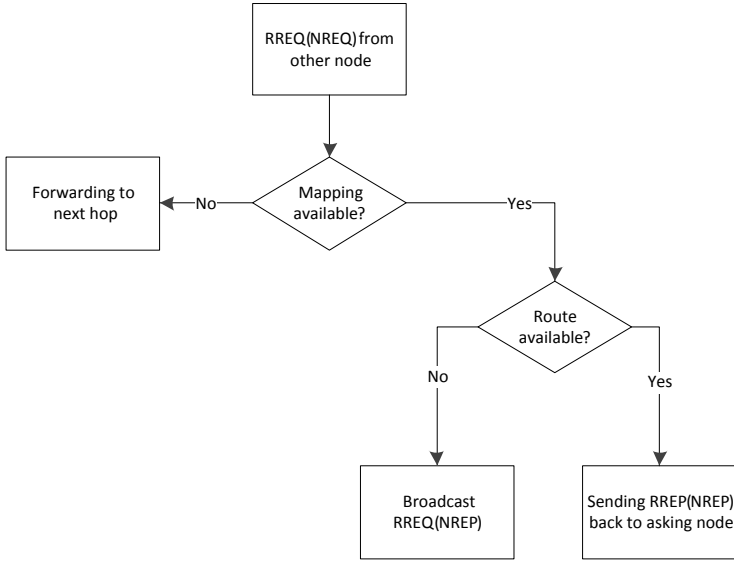 RREQ(NREQ) from
other node
Forwarding to
next hop
No
Mapping
available?
Yes
Route
available?
No
Yes
Broadcast
RREQ(NREP)
Sending RREP(NREP)
back to asking node